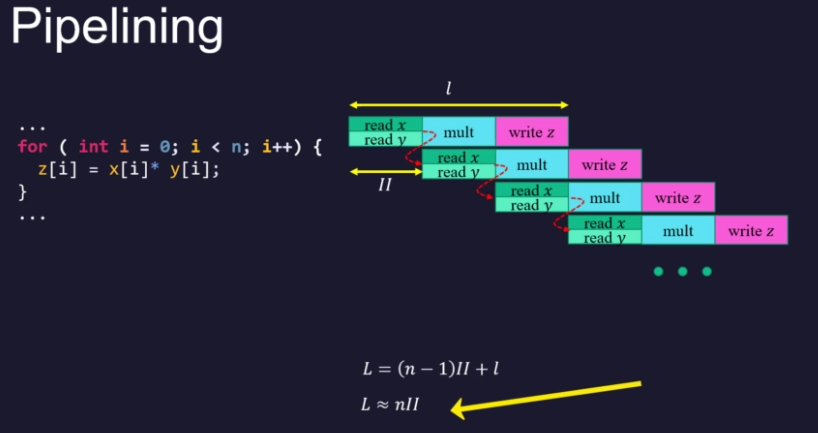 Pipelining
l
...
for ( int i = 0; i < n; i++) {
z[i] = x[i]* y[i];
}
...
read x
read y
mult
write z
II
read x
read y
mult
write z
read x
read y
mult
write z
read x
read y
mult
write z
L = (n − 1)II + l
L ≈ nII